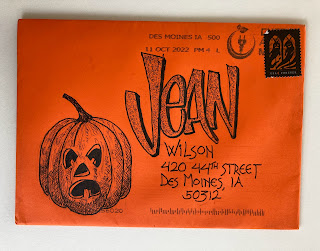 DES MOINES IA 500
11 OCT 2022 PM 4 L
JEAN
WILSON
420 44TH STREET
DES MOINES, IA
50312